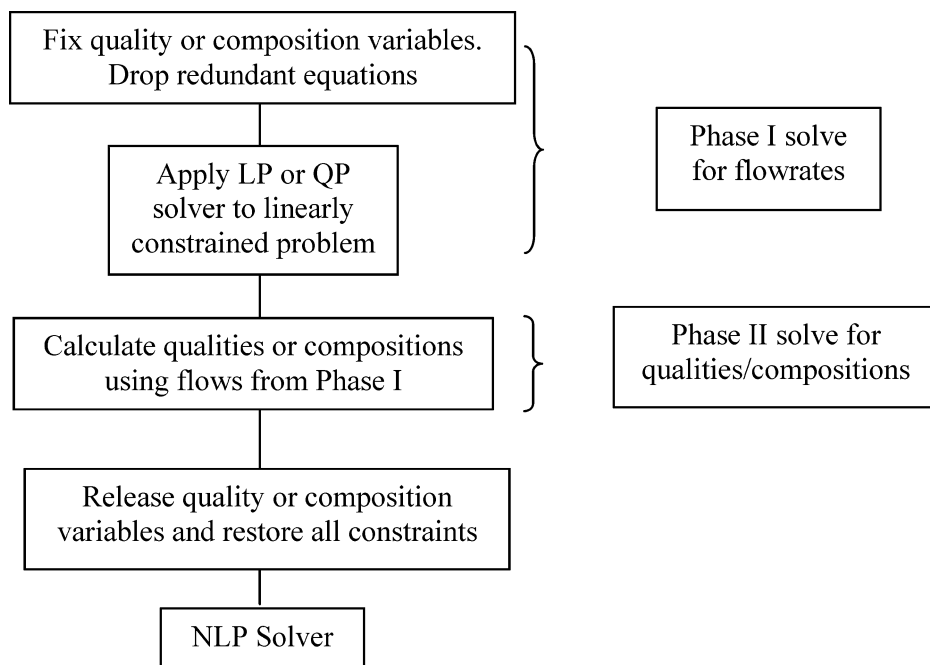 Fix quality or composition variables.
Drop redundant equations
Apply LP or QP
solver to linearly
constrained problem
Phase I solve
for flowrates
Calculate qualities or compositions
using flows from Phase I
Phase II solve for
qualities/compositions
Release quality or composition
variables and restore all constraints
NLP Solver